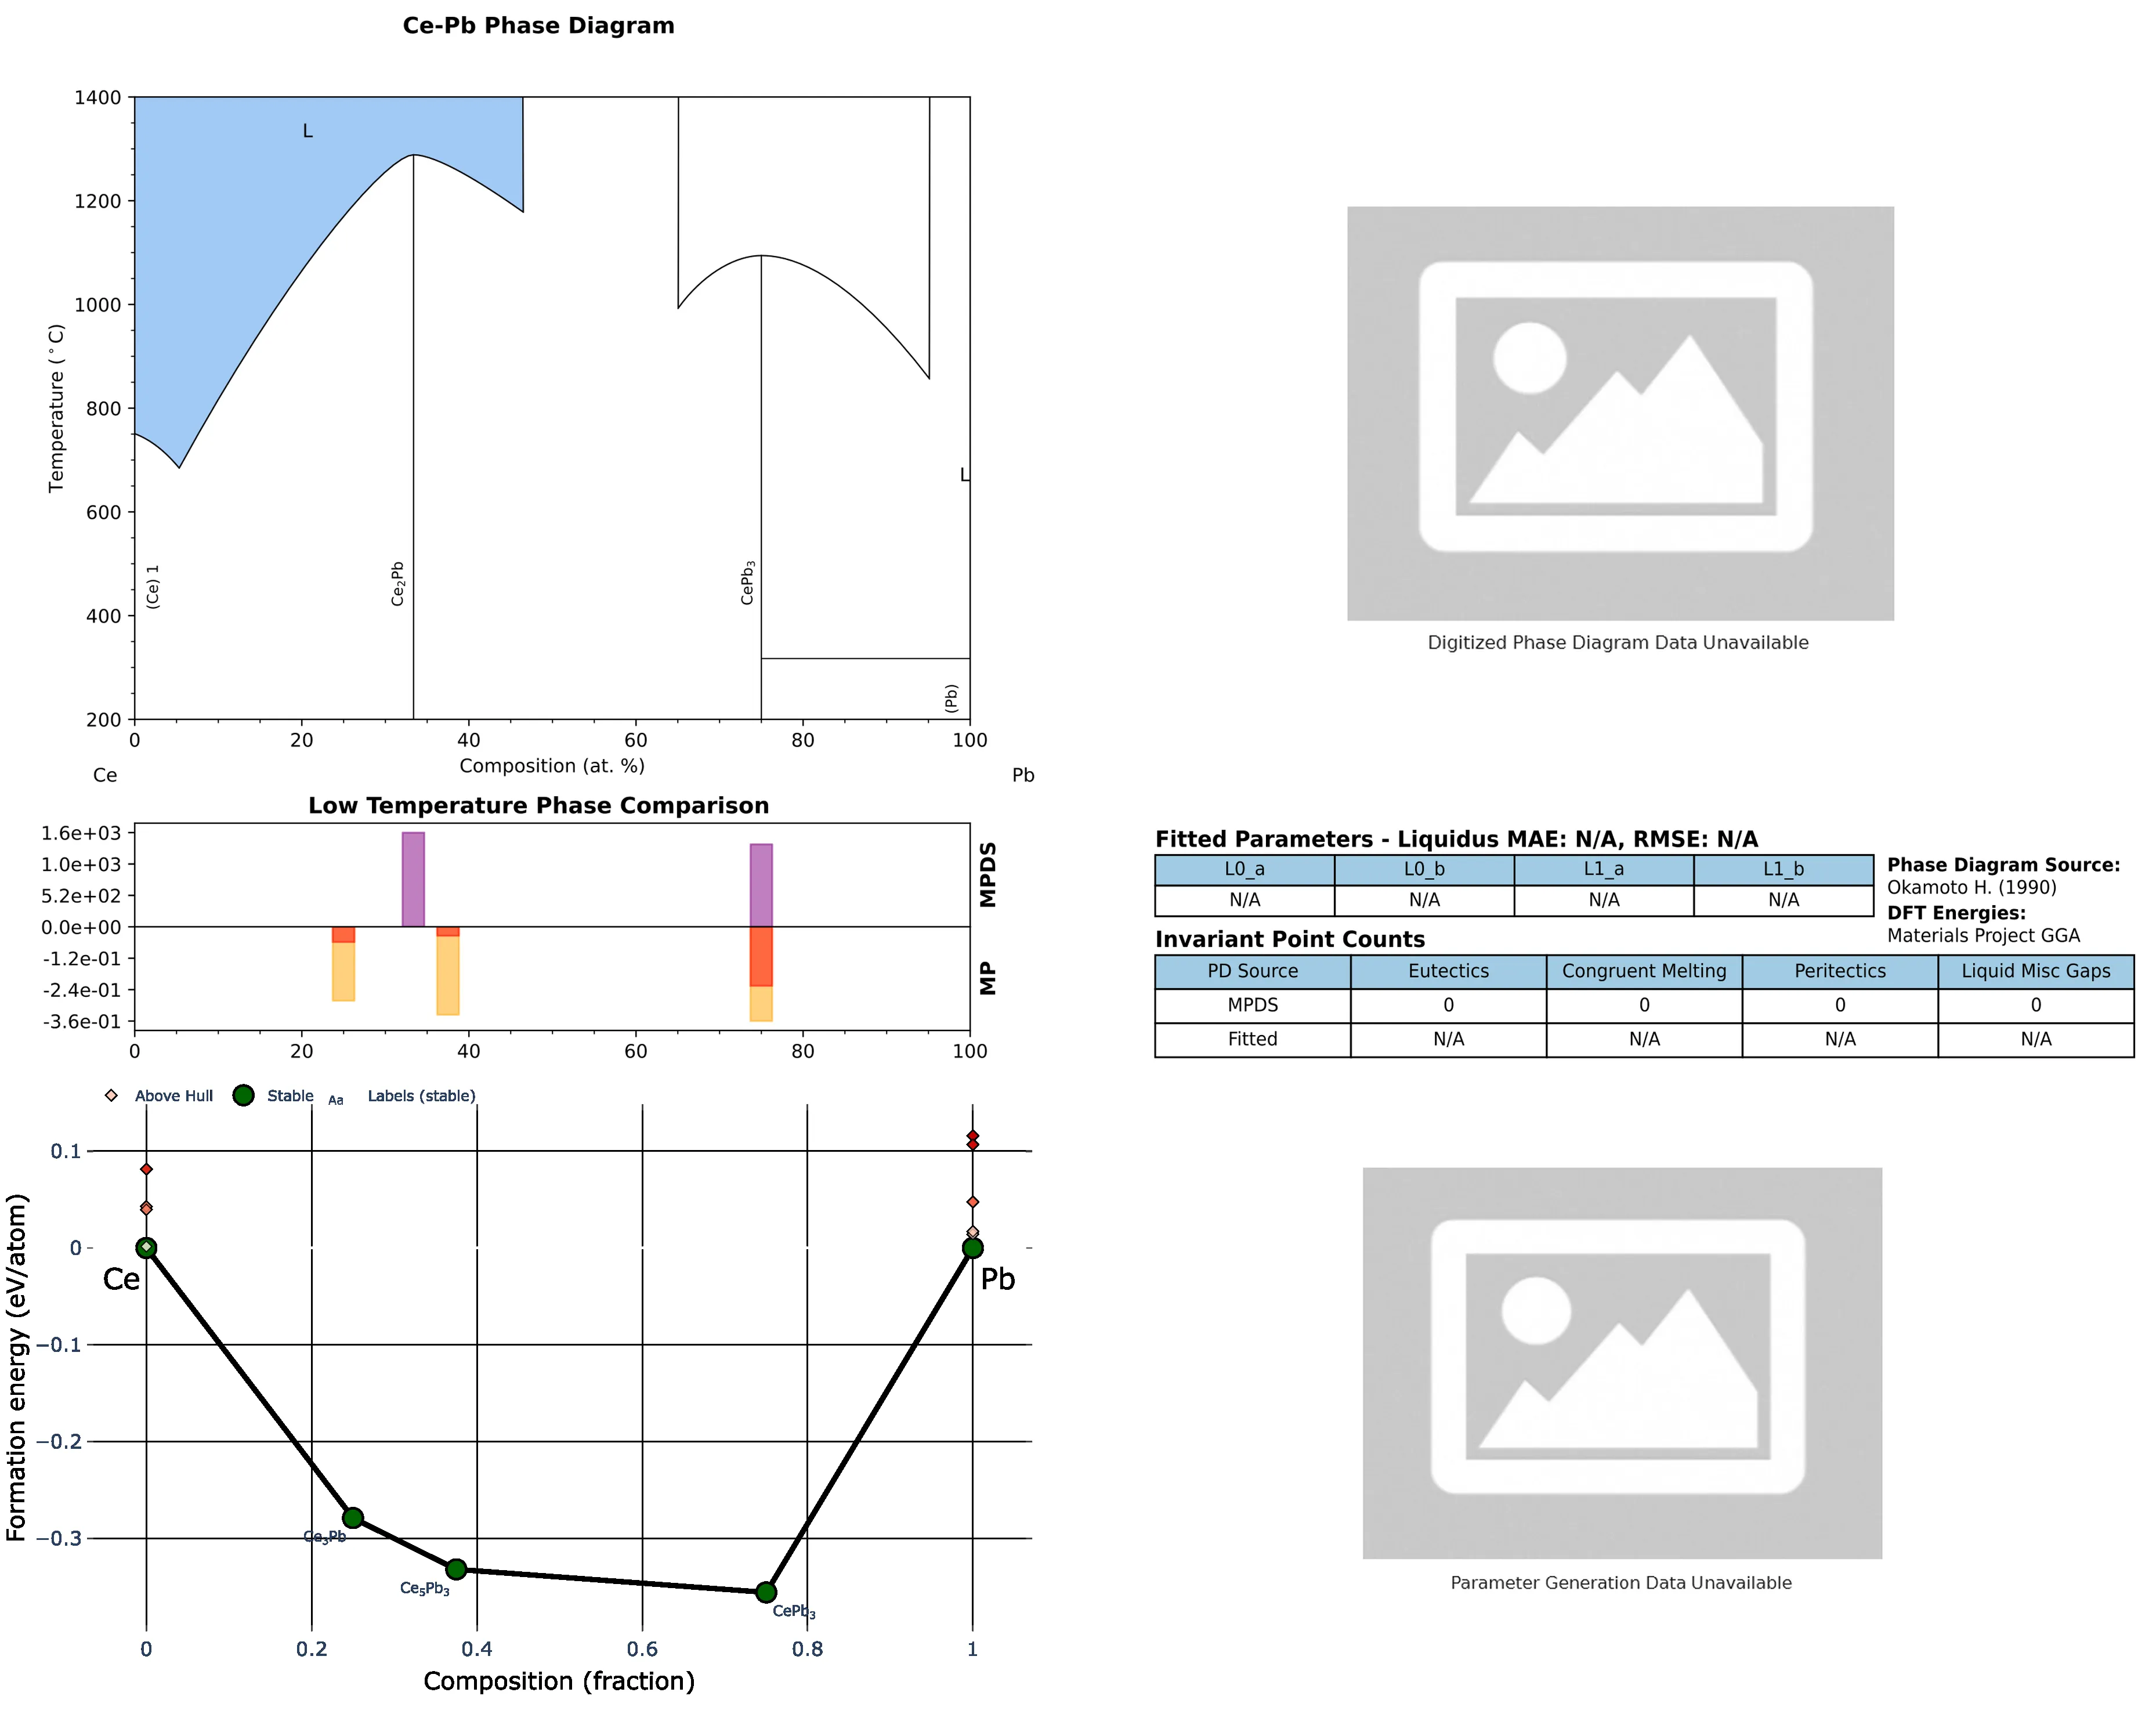 Ce-Pb Phase Diagram
1400
1200
1000
800
600
400
200
Temperature (°C)
L
(Ce) 1
Ce₂Pb
CePb₃
L
(Pb)
0 20 40 60 80 100
Composition (at. %)
Ce Pb
Digitized Phase Diagram Data Unavailable
Low Temperature Phase Comparison
1.6e+03
1.0e+03
5.2e+02
0.0e+00
-1.2e-01
-2.4e-01
-3.6e-01
MPDS
MP
0 20 40 60 80 100
Fitted Parameters - Liquidus MAE: N/A, RMSE: N/A
L0_a L0_b L1_a L1_b
N/A N/A N/A N/A
Phase Diagram Source:
Okamoto H. (1990)
DFT Energies:
Materials Project GGA
Invariant Point Counts
PD Source Eutectics Congruent Melting Peritectics Liquid Misc Gaps
MPDS 0 0 0 0
Fitted N/A N/A N/A N/A
Above Hull Stable Aa Labels (stable)
0.1
0
−0.1
−0.2
−0.3
Formation energy (eV/atom)
Ce
Pb
Ce₃Pb
Ce₅Pb₃
CePb₃
0 0.2 0.4 0.6 0.8 1
Composition (fraction)
Parameter Generation Data Unavailable